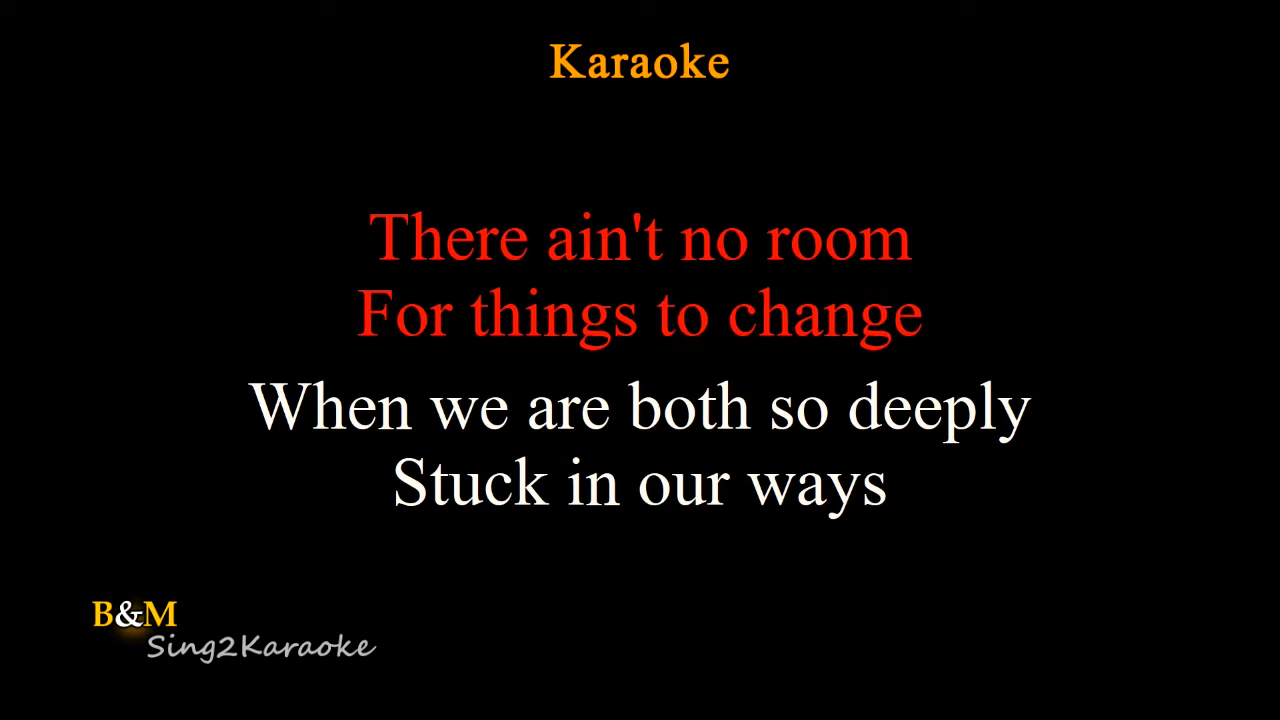 Karaoke
There ain't no room
For things to change
When we are both so deeply
Stuck in our ways
B&M
Sing2Karaoke